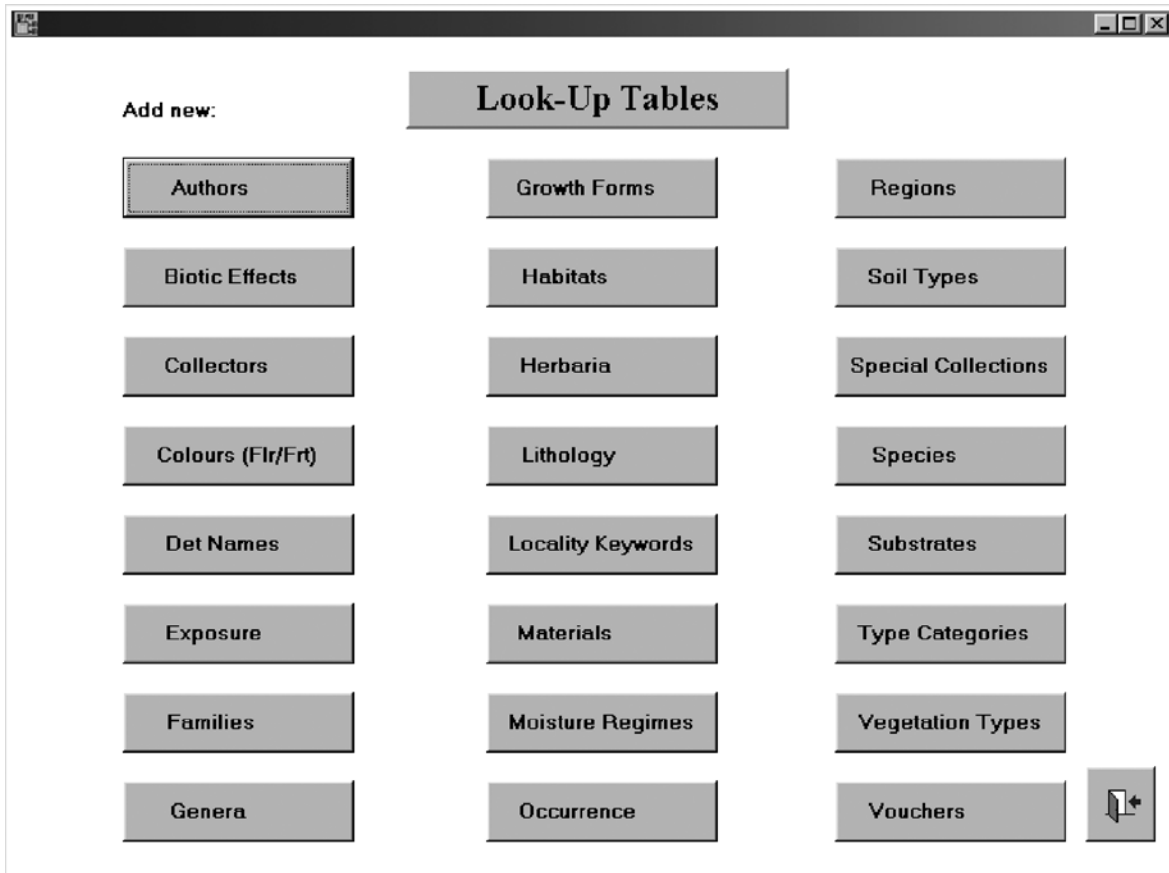 Look-Up Tables
Add new:
Authors
Growth Forms
Regions
Biotic Effects
Habitats
Soil Types
Collectors
Herbaria
Special Collections
Colours (Flr/Frt)
Lithology
Species
Det Names
Locality Keywords
Substrates
Exposure
Materials
Type Categories
Families
Moisture Regimes
Vegetation Types
Genera
Occurrence
Vouchers